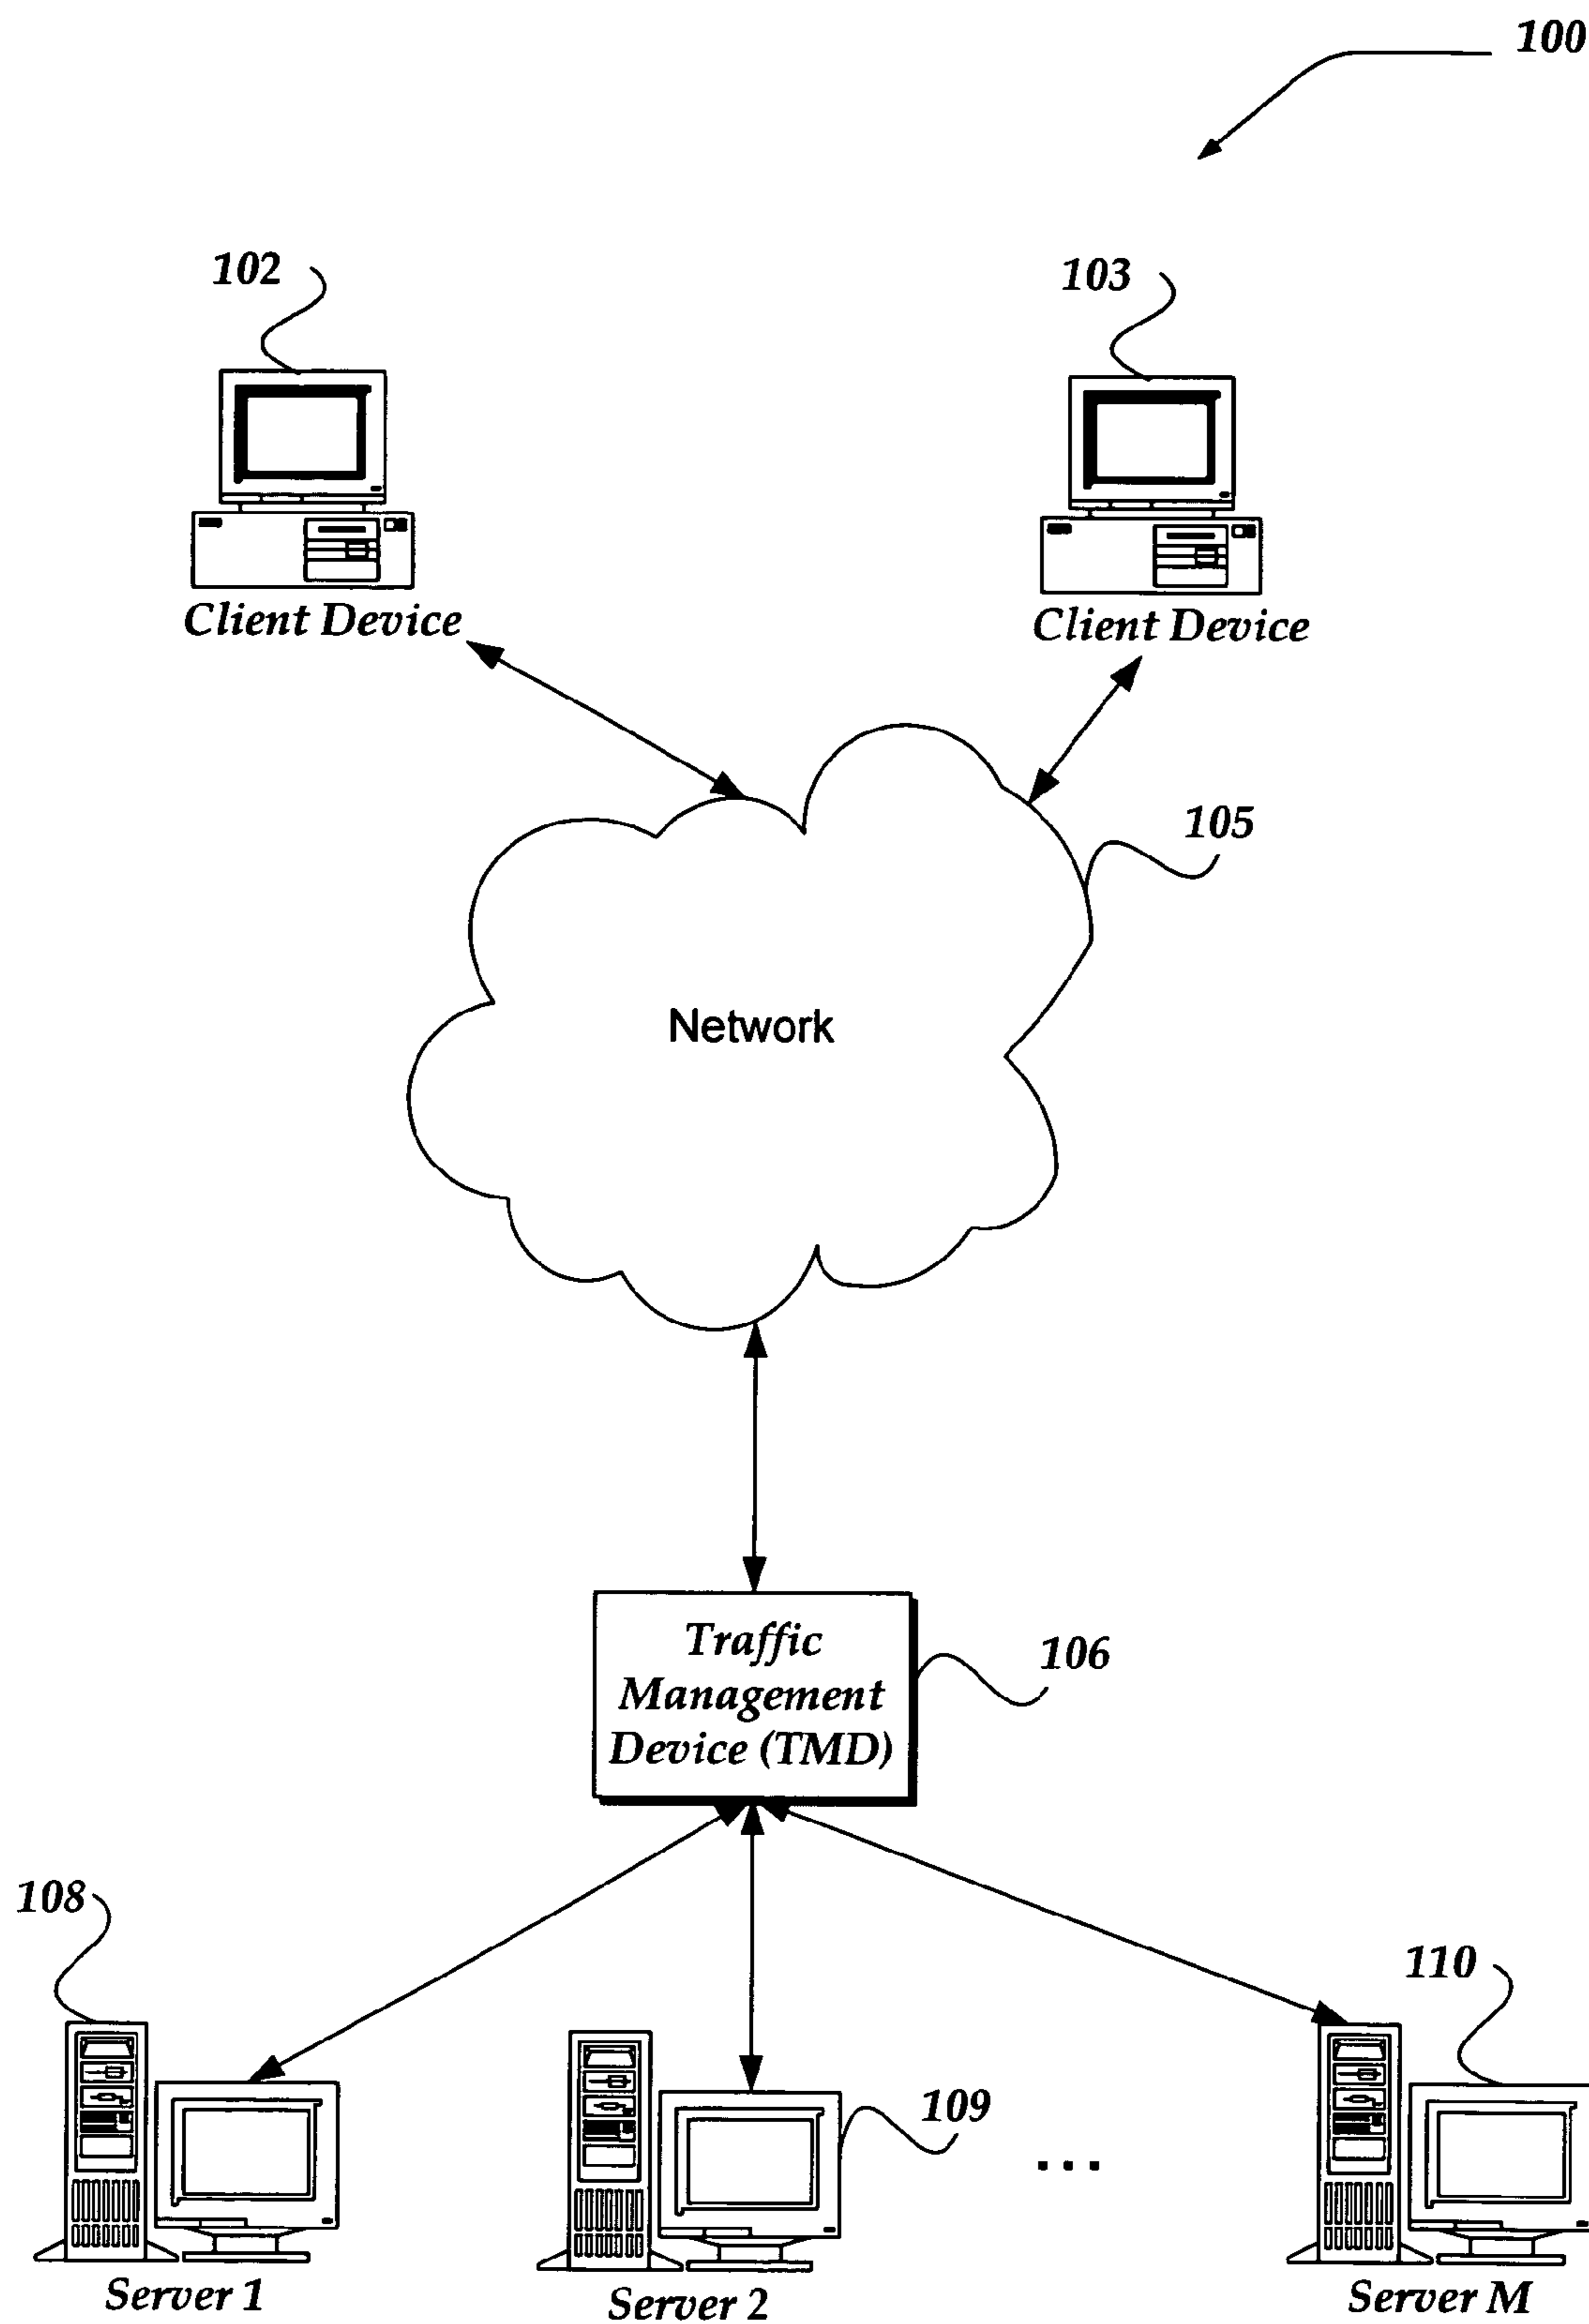 100
102
103
Client Device
Client Device
105
Network
Traffic
Management
Device (TMD)
106
108
110
109
...
Server 1
Server 2
Server M